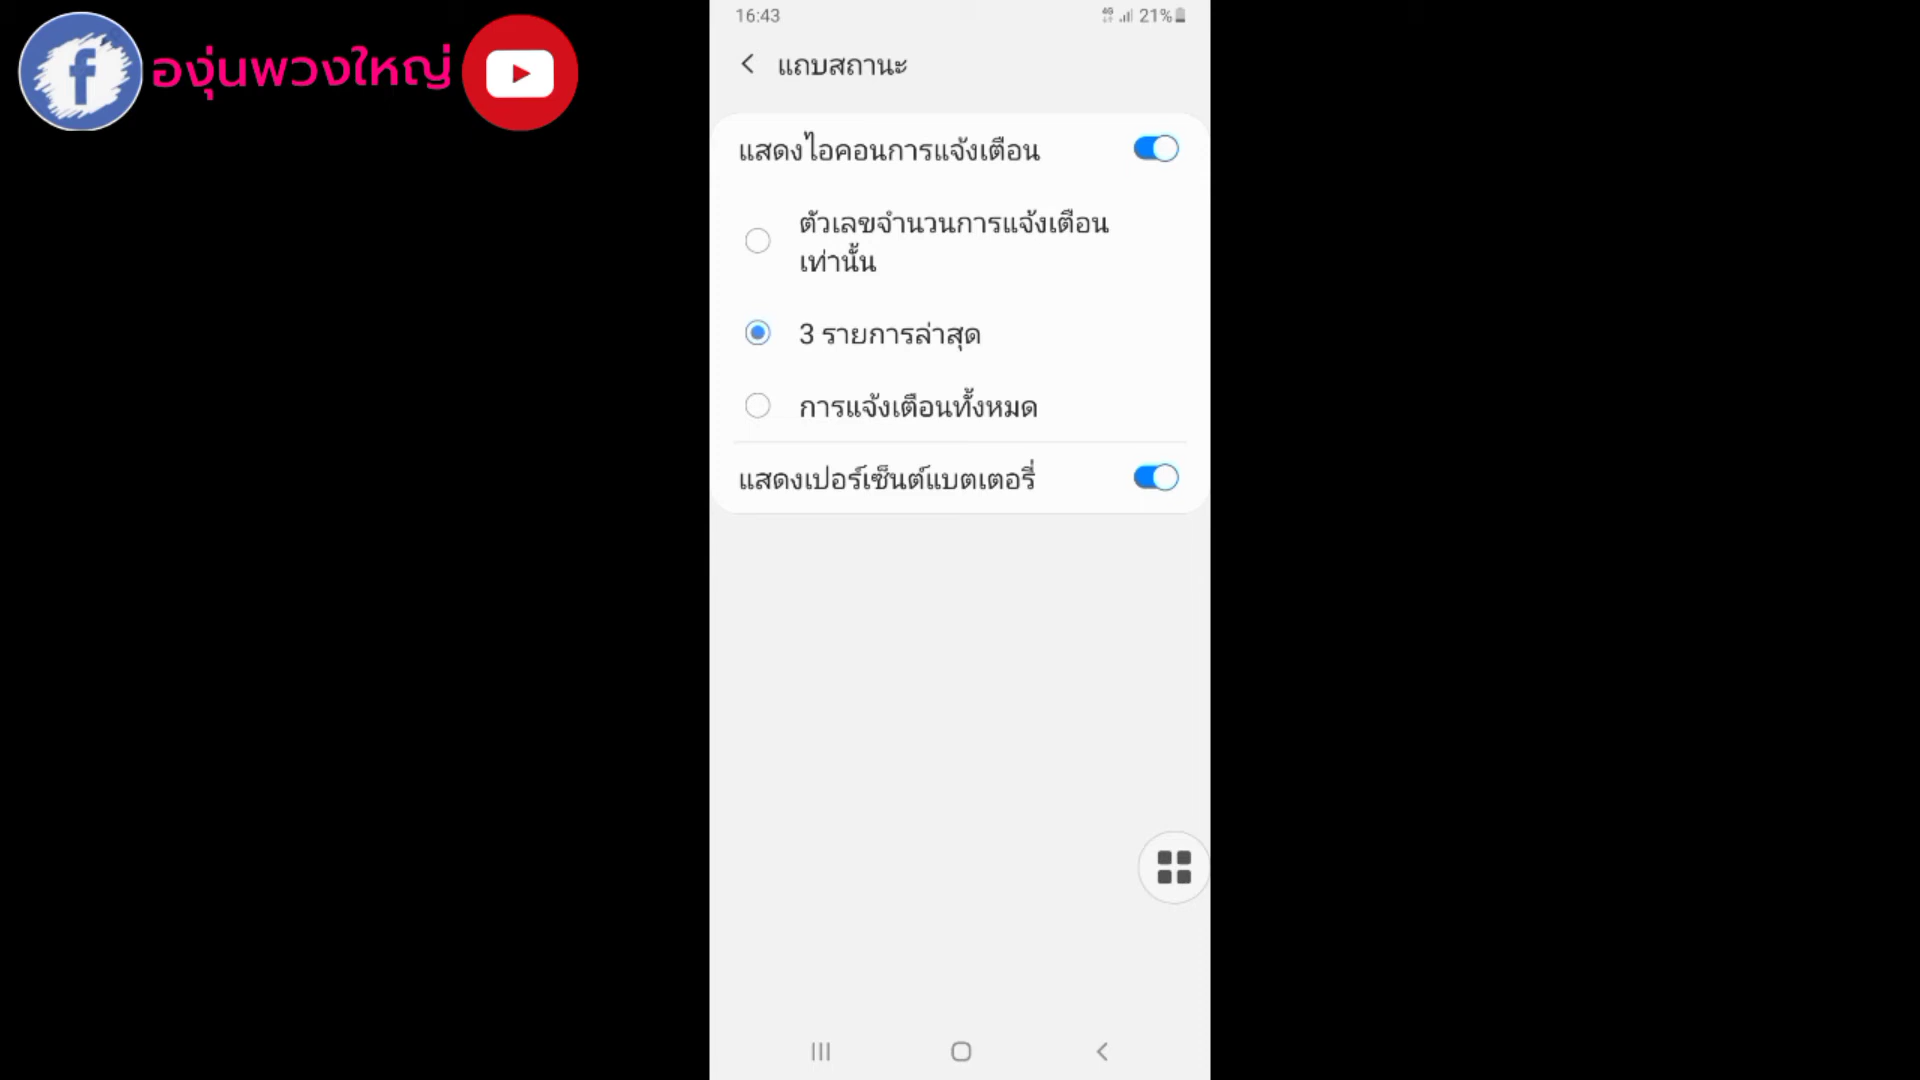 องุ่นพวงใหญ่
16:43
4G 21%
แถบสถานะ
แสดงไอคอนการแจ้งเตือน
ตัวเลขจำนวนการแจ้งเตือน
เท่านั้น
3 รายการล่าสุด
การแจ้งเตือนทั้งหมด
แสดงเปอร์เซ็นต์แบตเตอรี่